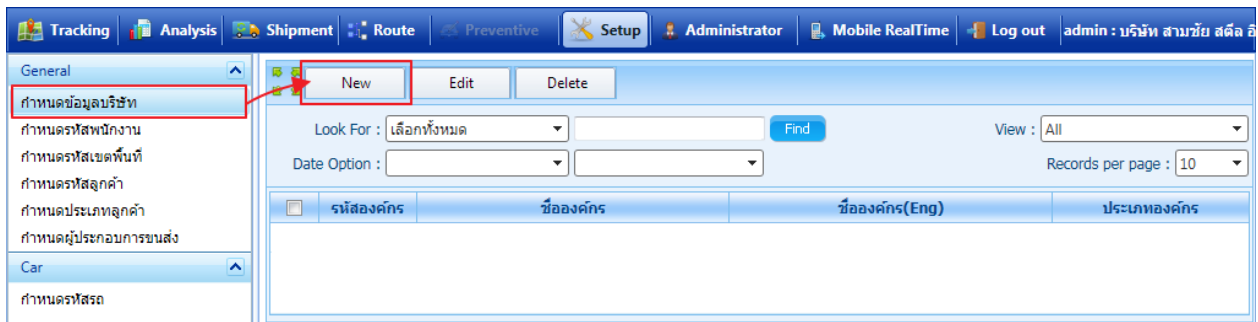 Tracking Analysis Shipment Route Preventive Setup Administrator Mobile RealTime Log out admin : บริษัท สามชัย สตีล
General
กำหนดข้อมูลบริษัท
กำหนดรหัสพนักงาน
กำหนดรหัสเขตพื้นที่
กำหนดรหัสลูกค้า
กำหนดประเภทลูกค้า
กำหนดผู้ประกอบการขนส่ง
Car
กำหนดรหัสรถ
New Edit Delete
Look For : เลือกทั้งหมด Find View : All
Date Option : Records per page : 10
รหัสองค์กร ชื่อองค์กร ชื่อองค์กร(Eng) ประเภทองค์กร